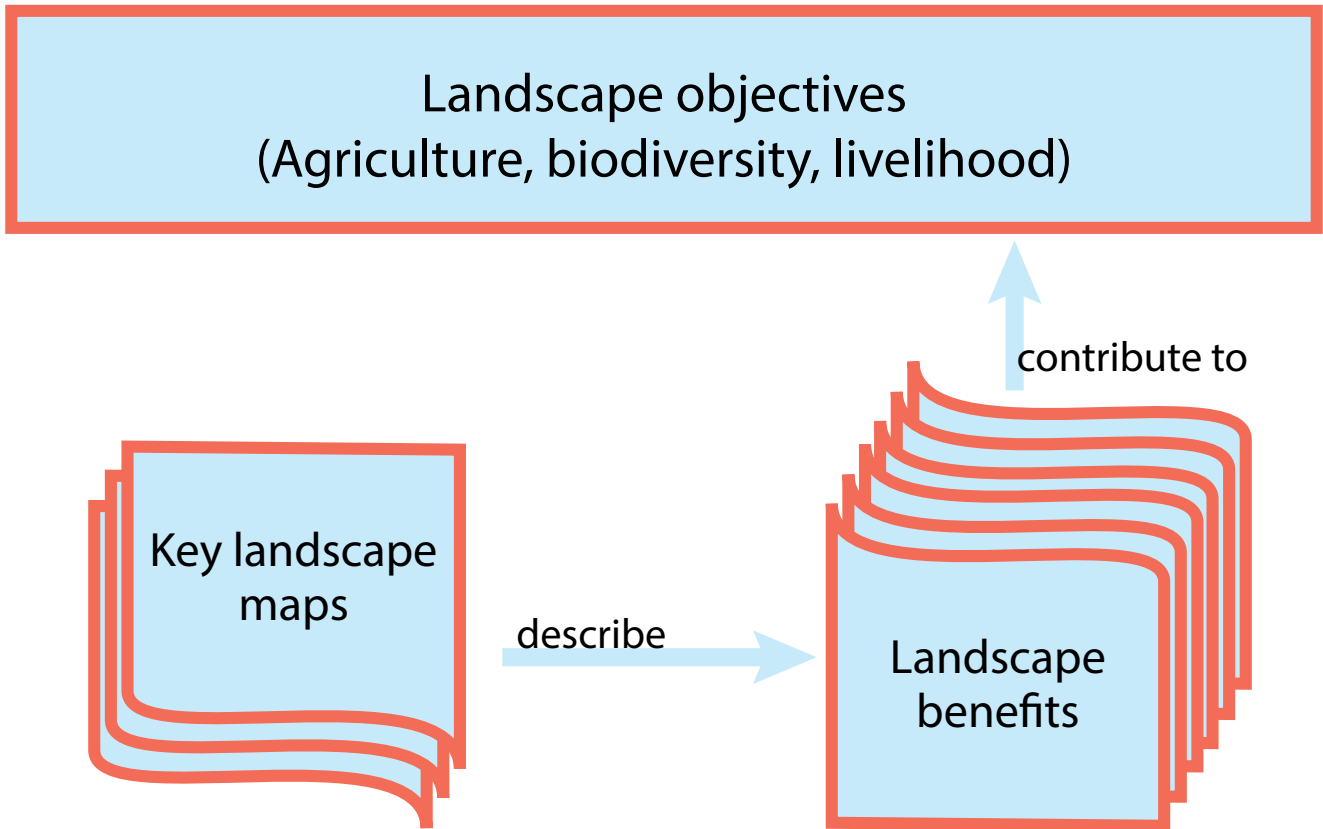 Landscape objectives
(Agriculture, biodiversity, livelihood)
contribute to
Key landscape
maps
describe
Landscape
benefits